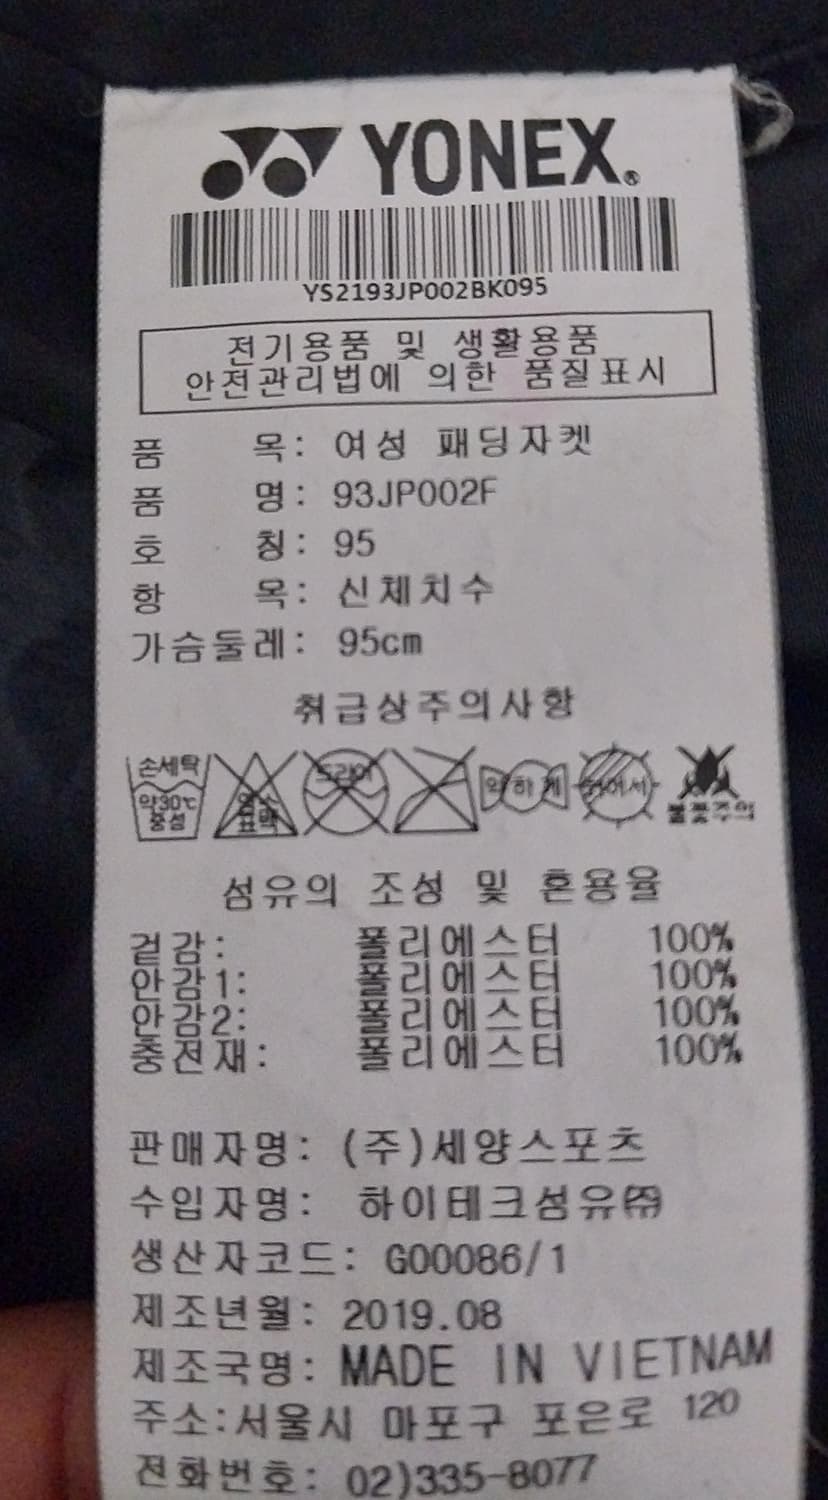 YONEX®
YS2193JP002BK095
전기용품 및 생활용품
안전관리법에 의한 품질표시
품 목: 여성 패딩자켓
품 명: 93JP002F
호 칭: 95
항 목: 신체치수
가슴둘레: 95cm
취급상주의사항
손세탁 약30℃ 중성
염소 표백
드라이
약하게
뉘어서
불꽃주의
섬유의 조성 및 혼용율
겉감: 폴리에스터 100%
안감1: 폴리에스터 100%
안감2: 폴리에스터 100%
충전재: 폴리에스터 100%
판매자명: (주)세양스포츠
수입자명: 하이테크섬유㈜
생산자코드: G00086/1
제조년월: 2019.08
제조국명: MADE IN VIETNAM
주소:서울시 마포구 포은로 120
전화번호: 02)335-8077